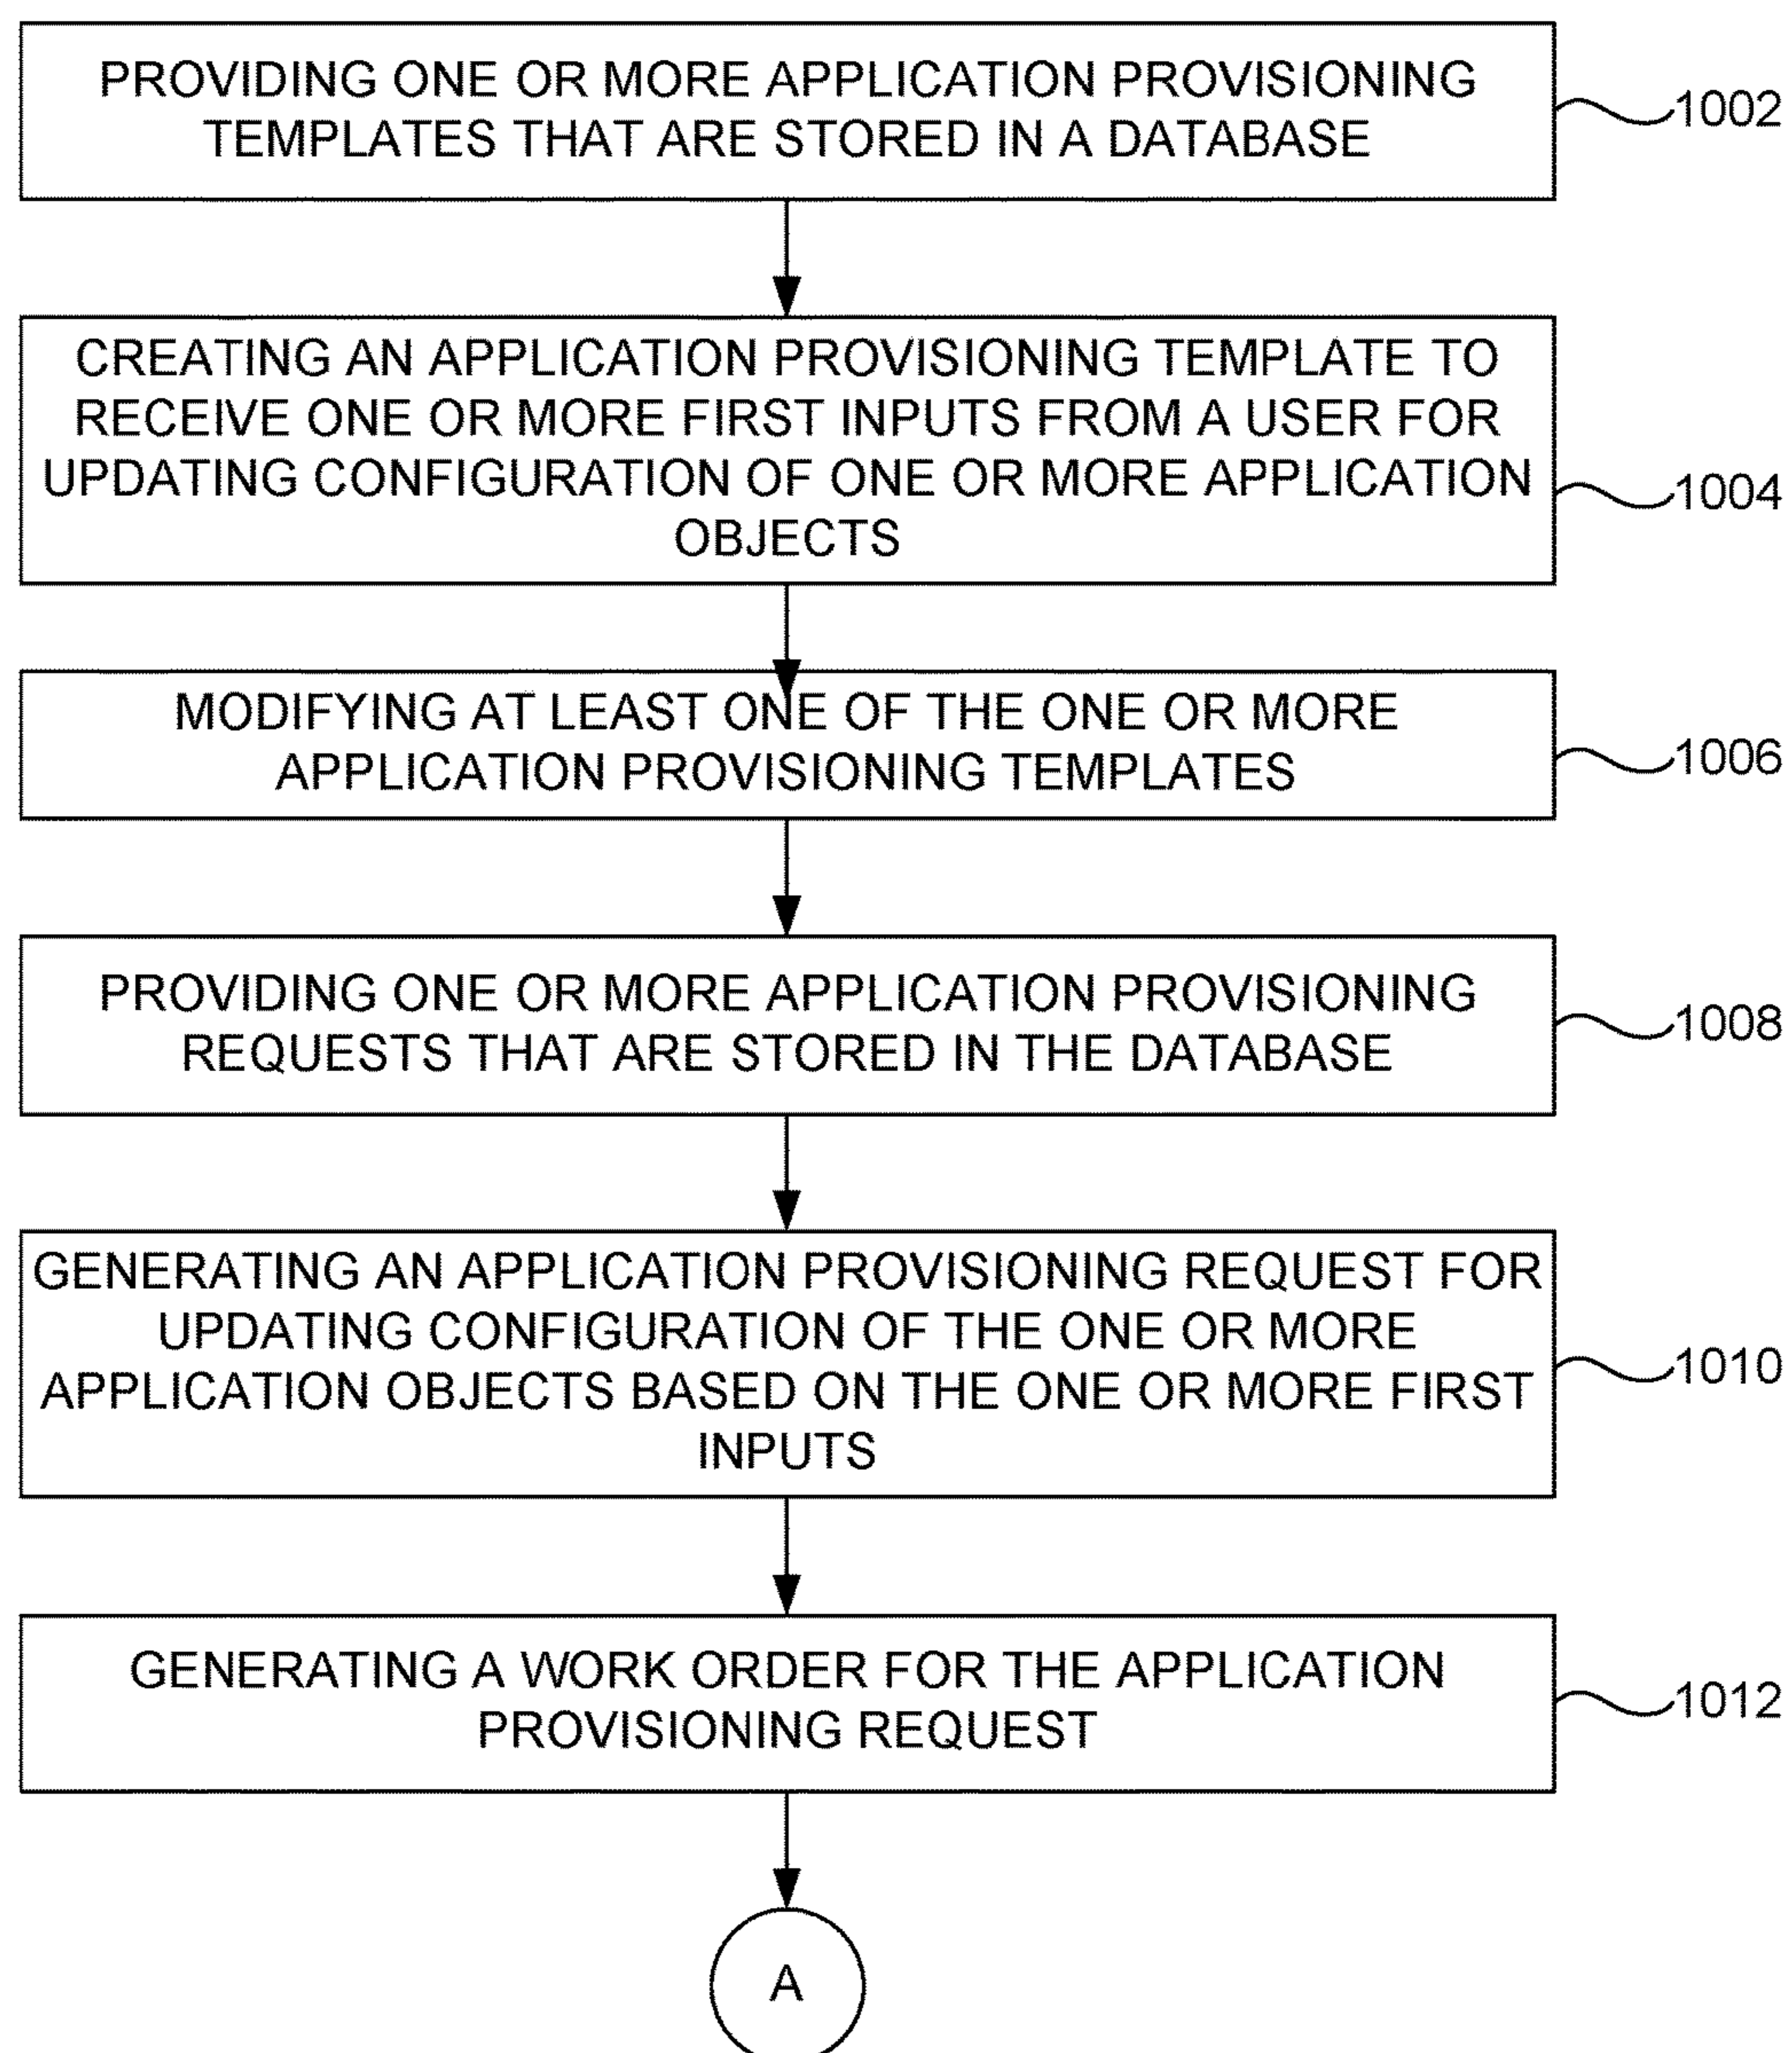 PROVIDING ONE OR MORE APPLICATION PROVISIONING
TEMPLATES THAT ARE STORED IN A DATABASE
1002
CREATING AN APPLICATION PROVISIONING TEMPLATE TO
RECEIVE ONE OR MORE FIRST INPUTS FROM A USER FOR
UPDATING CONFIGURATION OF ONE OR MORE APPLICATION
OBJECTS
1004
MODIFYING AT LEAST ONE OF THE ONE OR MORE
APPLICATION PROVISIONING TEMPLATES
1006
PROVIDING ONE OR MORE APPLICATION PROVISIONING
REQUESTS THAT ARE STORED IN THE DATABASE
1008
GENERATING AN APPLICATION PROVISIONING REQUEST FOR
UPDATING CONFIGURATION OF THE ONE OR MORE
APPLICATION OBJECTS BASED ON THE ONE OR MORE FIRST
INPUTS
1010
GENERATING A WORK ORDER FOR THE APPLICATION
PROVISIONING REQUEST
1012
A